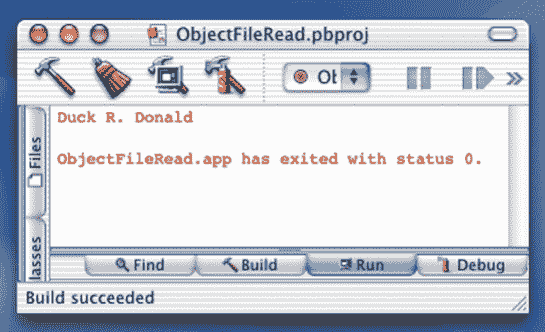 ObjectFileRead.pbproj
Ob
Duck R. Donald
ObjectFileRead.app has exited with status 0.
Files
lasses
Find Build Run Debug
Build succeeded